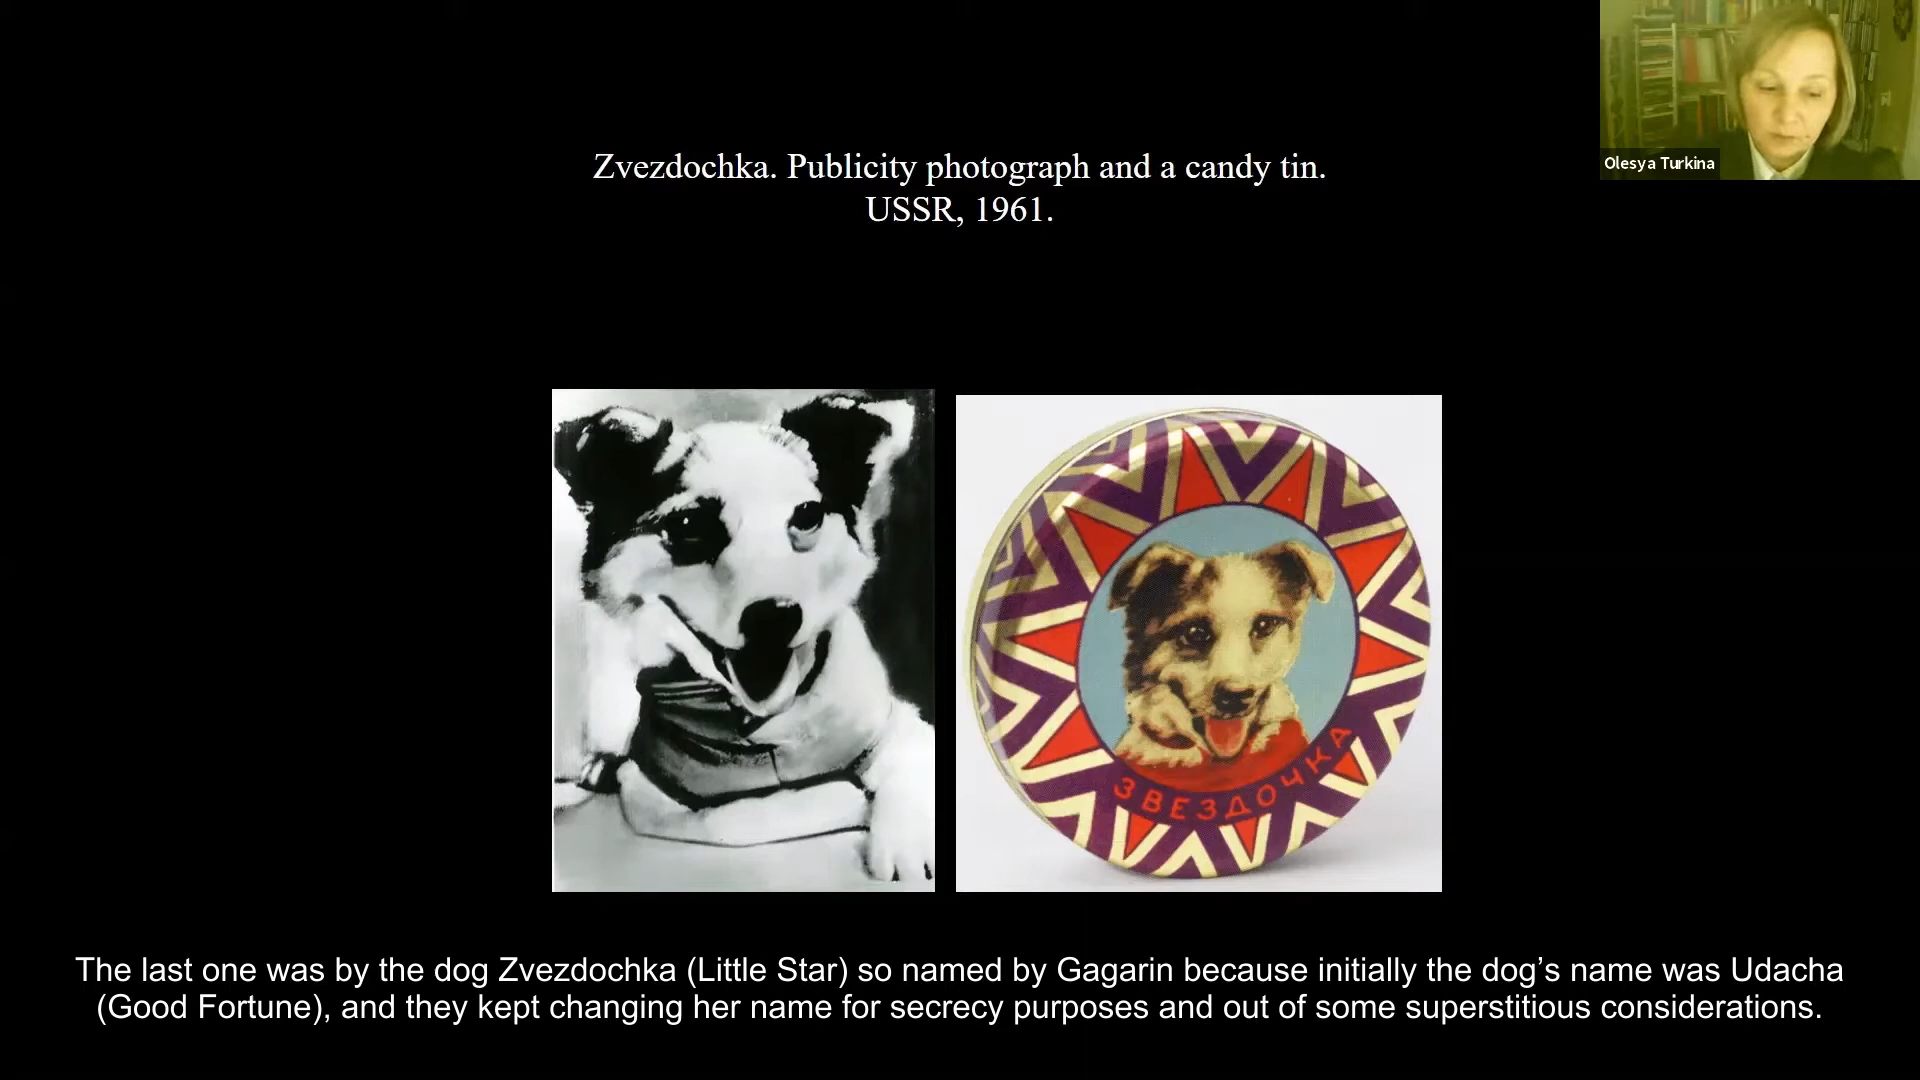 Olesya Turkina
Zvezdochka. Publicity photograph and a candy tin.
USSR, 1961.
ЗВЕЗДОЧКА
The last one was by the dog Zvezdochka (Little Star) so named by Gagarin because initially the dog’s name was Udacha
(Good Fortune), and they kept changing her name for secrecy purposes and out of some superstitious considerations.